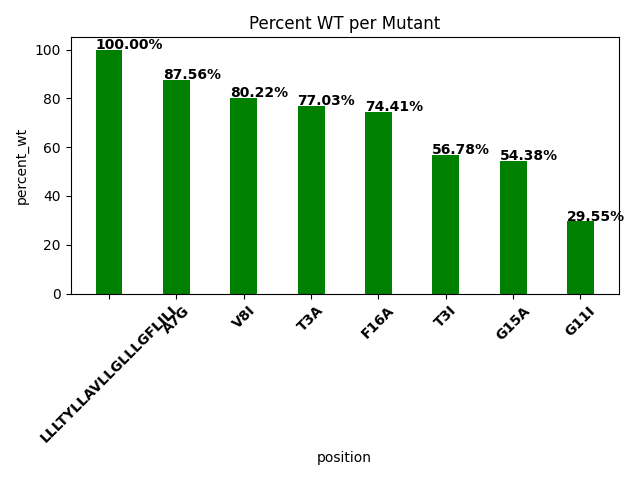 Percent WT per Mutant
100.00%
87.56%
80.22%
77.03%
74.41%
56.78%
54.38%
29.55%
100
80
60
40
20
0
percent_wt
LLLTYLLAVLLGLLLGFLILI
A7G
V8I
T3A
F16A
T3I
G15A
G11I
position